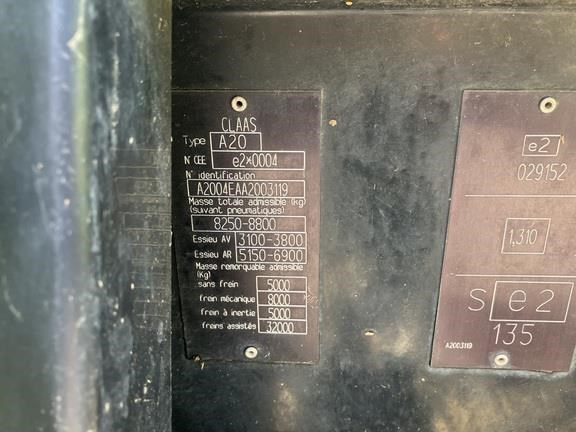 CLAAS
Type A20
N° CEE e2*0004
N° identification
A2004EAA2003119
Masse totale admissible (kg)
(suivant pneumatiques)
8250-8800
Essieu AV 3100-3800
Essieu AR 5150-6900
Masse remorquable admissible
(Kg)
sans frein 5000
frein mécanique 8000
frein à inertie 5000
freins assistés 32000
e2
029152
1,310
s e2
135
A2003119